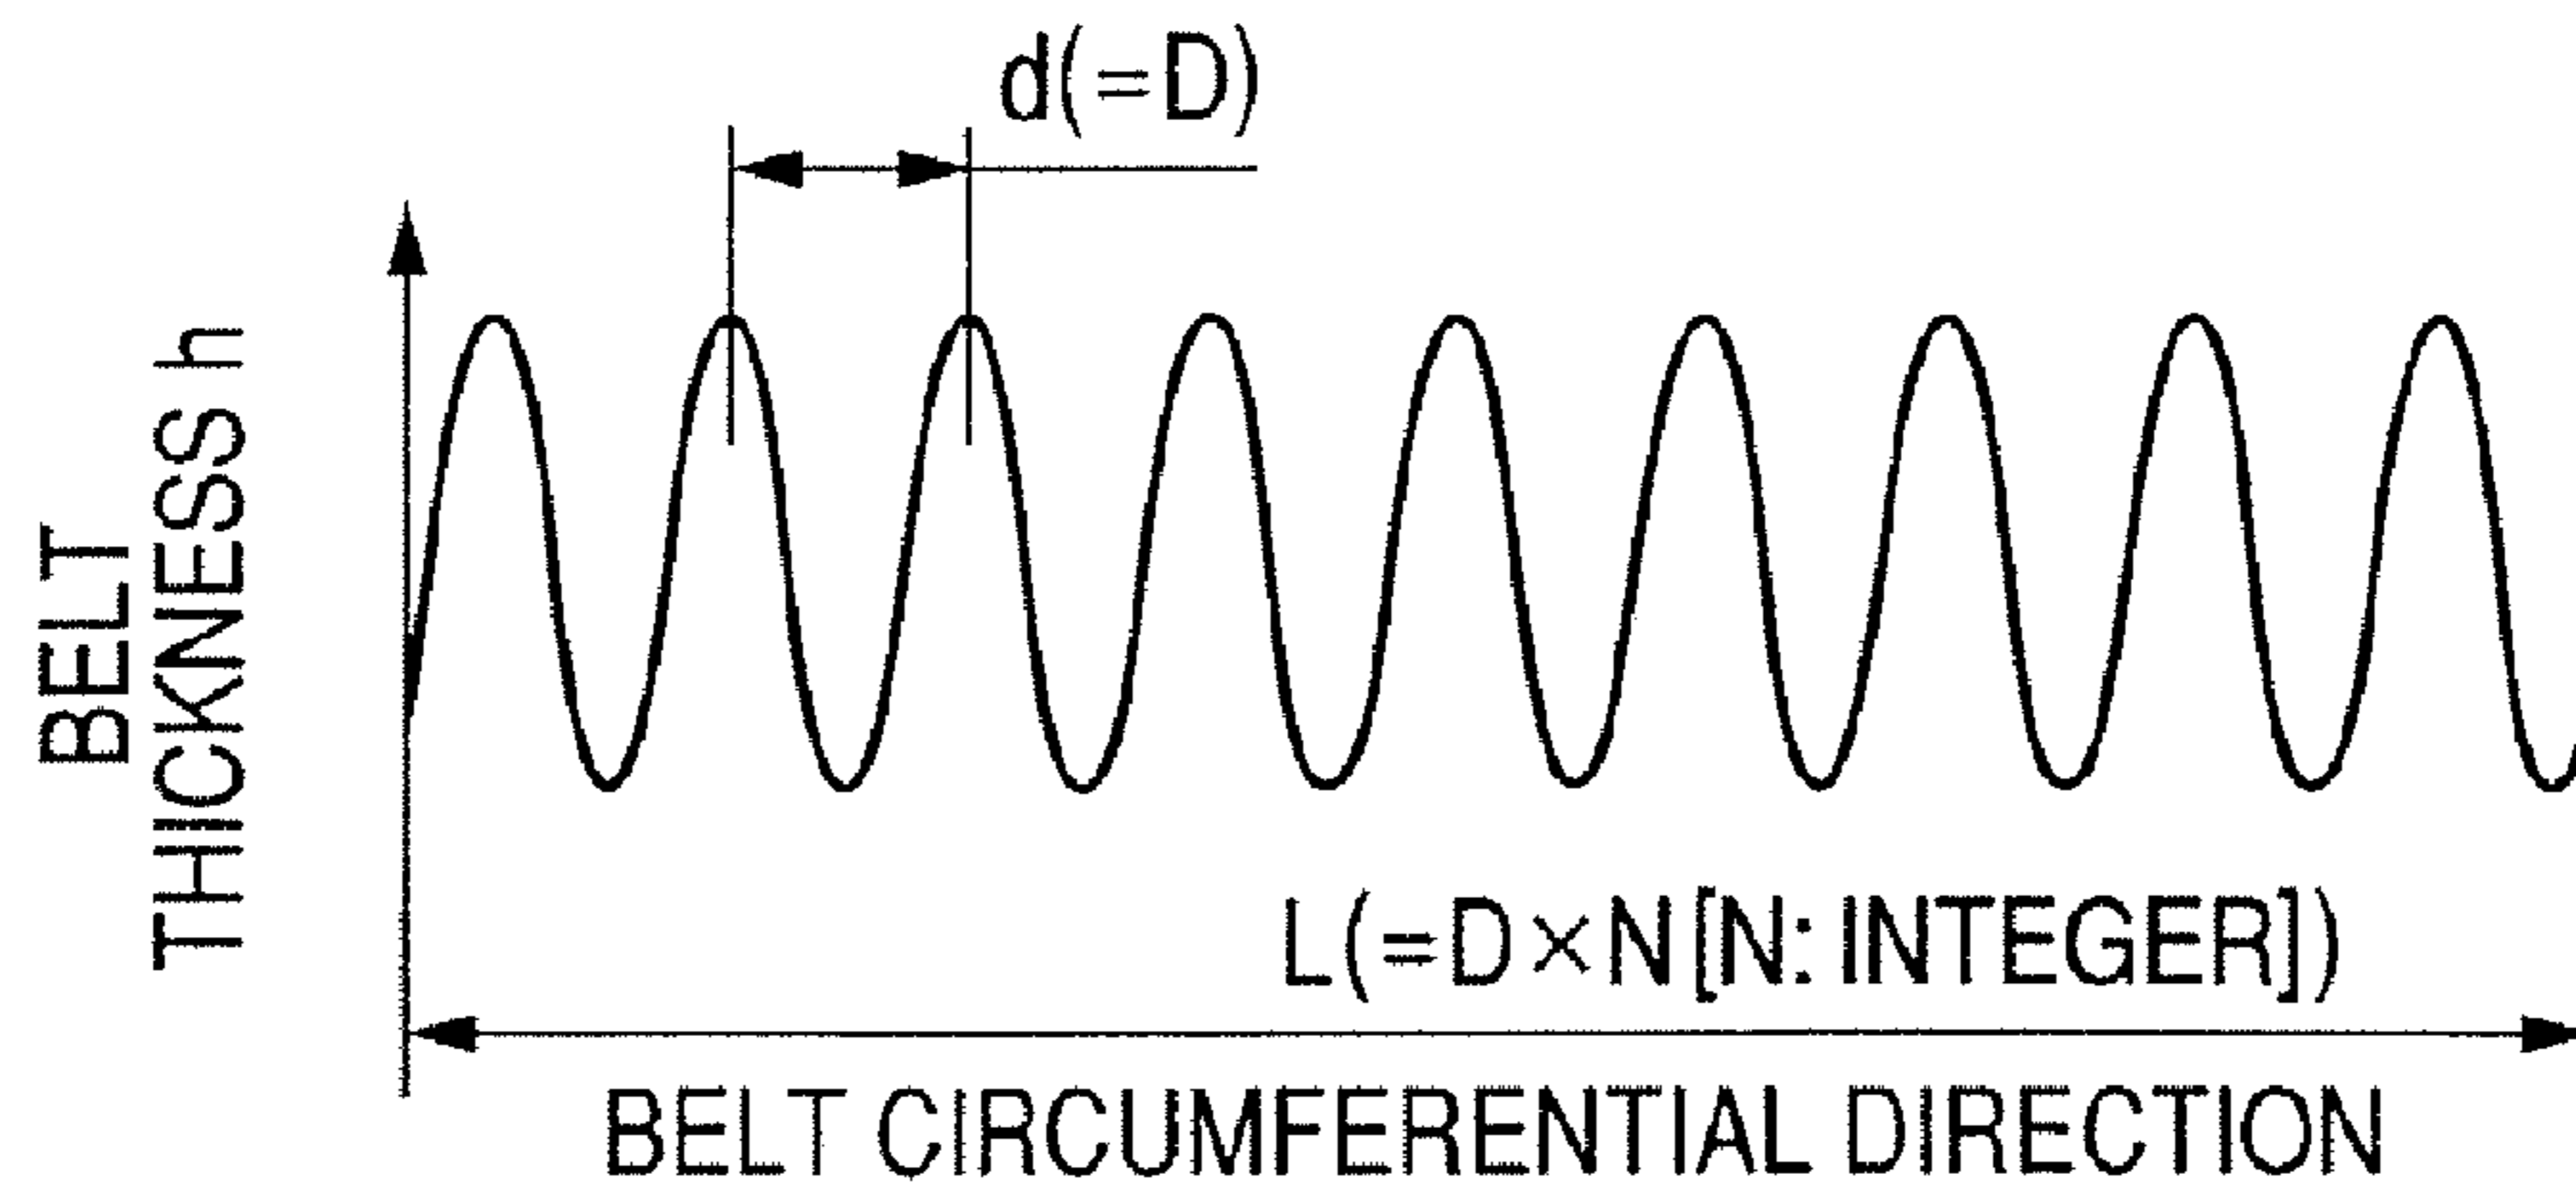 d(=D)
BELT
THICKNESS h
L(=D×N[N: INTEGER])
BELT CIRCUMFERENTIAL DIRECTION